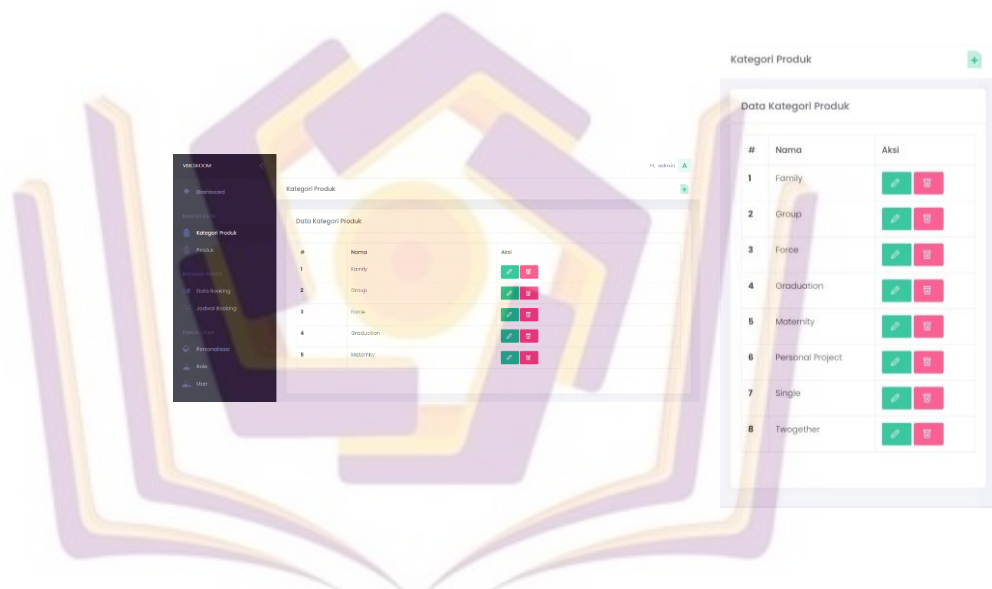 Hi, admin A
Dashboard
Kategori Produk
Produk
Data Booking
Jadwal Booking
Personalisasi
Role
User
Kategori Produk
Data Kategori Produk
# Nama Aksi
1 Family
2 Group
3 Force
4 Graduation
5 Maternity
Kategori Produk
Data Kategori Produk
# Nama Aksi
1 Family
2 Group
3 Force
4 Graduation
5 Maternity
6 Personal Project
7 Single
8 Twogether